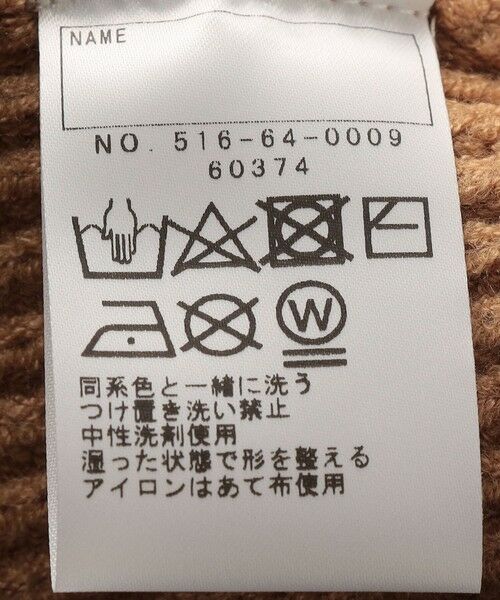 NAME
NO. 516-64-0009
60374
W
同系色と一緒に洗う
つけ置き洗い禁止
中性洗剤使用
湿った状態で形を整える
アイロンはあて布使用